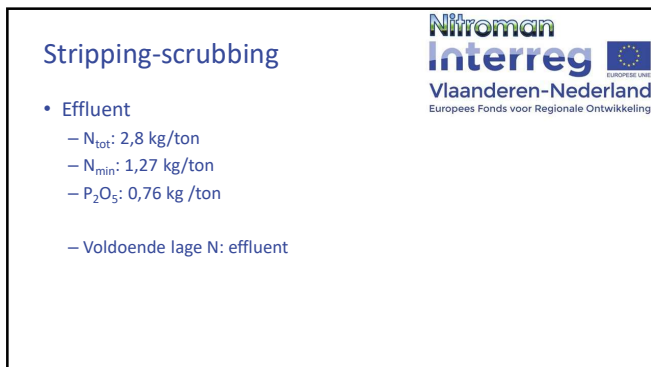 Nitroman
Stripping-scrubbing
Interreg
EUROPESE UNIE
Vlaanderen-Nederland
Europees Fonds voor Regionale Ontwikkeling
• Effluent
– Ntot: 2,8 kg/ton
– Nmin: 1,27 kg/ton
– P2O5: 0,76 kg /ton
– Voldoende lage N: effluent